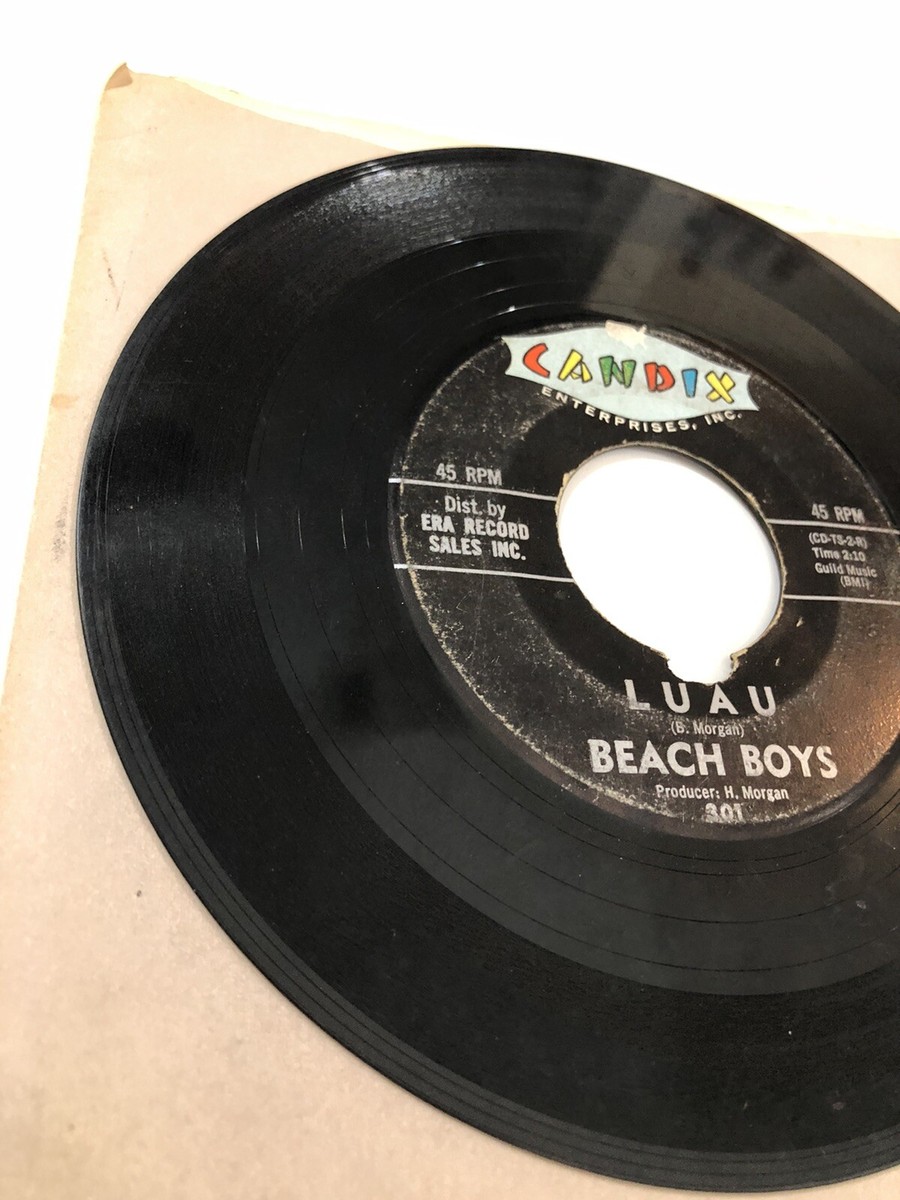 CANDIX
ENTERPRISES, INC.
45 RPM
Dist. by
ERA RECORD
SALES INC.
45 RPM
(CD-TS-2-R)
Time 2:10
Guild Music
(BMI)
LUAU
(B. Morgan)
BEACH BOYS
Producer: H. Morgan
301